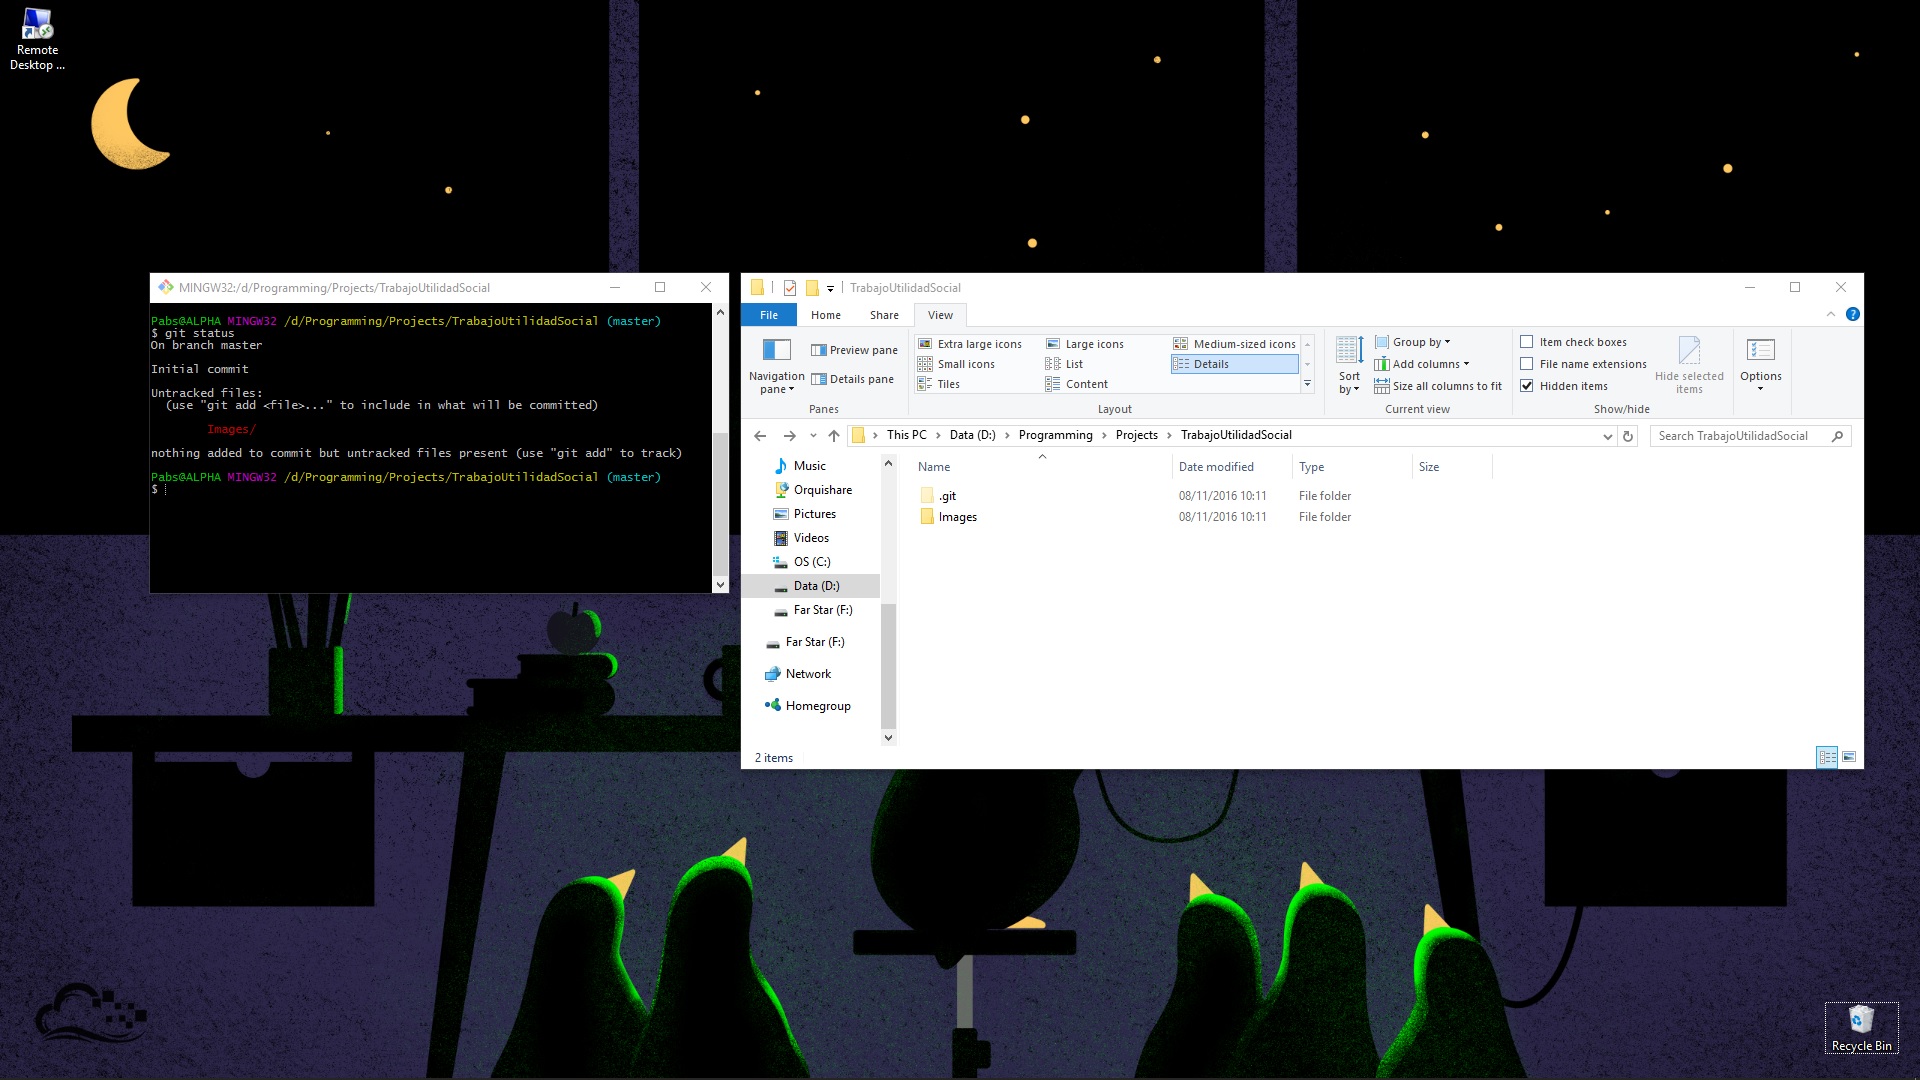 Remote
Desktop ...
MINGW32:/d/Programming/Projects/TrabajoUtilidadSocial
Pabs@ALPHA MINGW32 /d/Programming/Projects/TrabajoUtilidadSocial (master)
$ git status
On branch master
Initial commit
Untracked files:
(use "git add <file>..." to include in what will be committed)
Images/
nothing added to commit but untracked files present (use "git add" to track)
Pabs@ALPHA MINGW32 /d/Programming/Projects/TrabajoUtilidadSocial (master)
$
TrabajoUtilidadSocial
File Home Share View
Navigation
pane
Preview pane
Details pane
Panes
Extra large icons Large icons Medium-sized icons
Small icons List Details
Tiles Content
Layout
Sort
by
Group by
Add columns
Size all columns to fit
Current view
Item check boxes
File name extensions
Hidden items
Hide selected
items
Show/hide
Options
This PC Data (D:) Programming Projects TrabajoUtilidadSocial
Search TrabajoUtilidadSocial
Music
Orquishare
Pictures
Videos
OS (C:)
Data (D:)
Far Star (F:)
Far Star (F:)
Network
Homegroup
Name Date modified Type Size
.git 08/11/2016 10:11 File folder
Images 08/11/2016 10:11 File folder
2 items
Recycle Bin